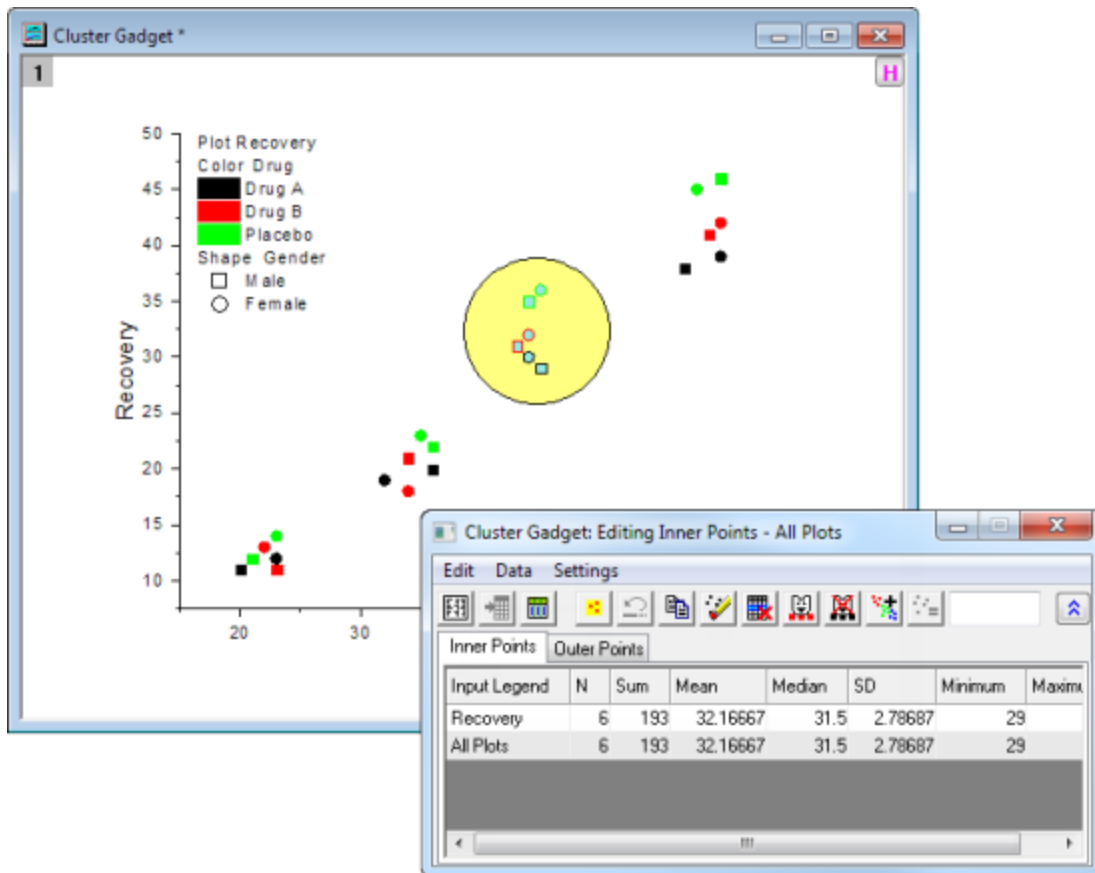 Cluster Gadget *
1
H
50
45
40
35
30
25
20
15
10
Recovery
20
30
Plot Recovery
Color Drug
Drug A
Drug B
Placebo
Shape Gender
Male
Female
Cluster Gadget: Editing Inner Points - All Plots
Edit Data Settings
Inner Points Outer Points
Input Legend N Sum Mean Median SD Minimum Maximu
Recovery 6 193 32.16667 31.5 2.78687 29
All Plots 6 193 32.16667 31.5 2.78687 29